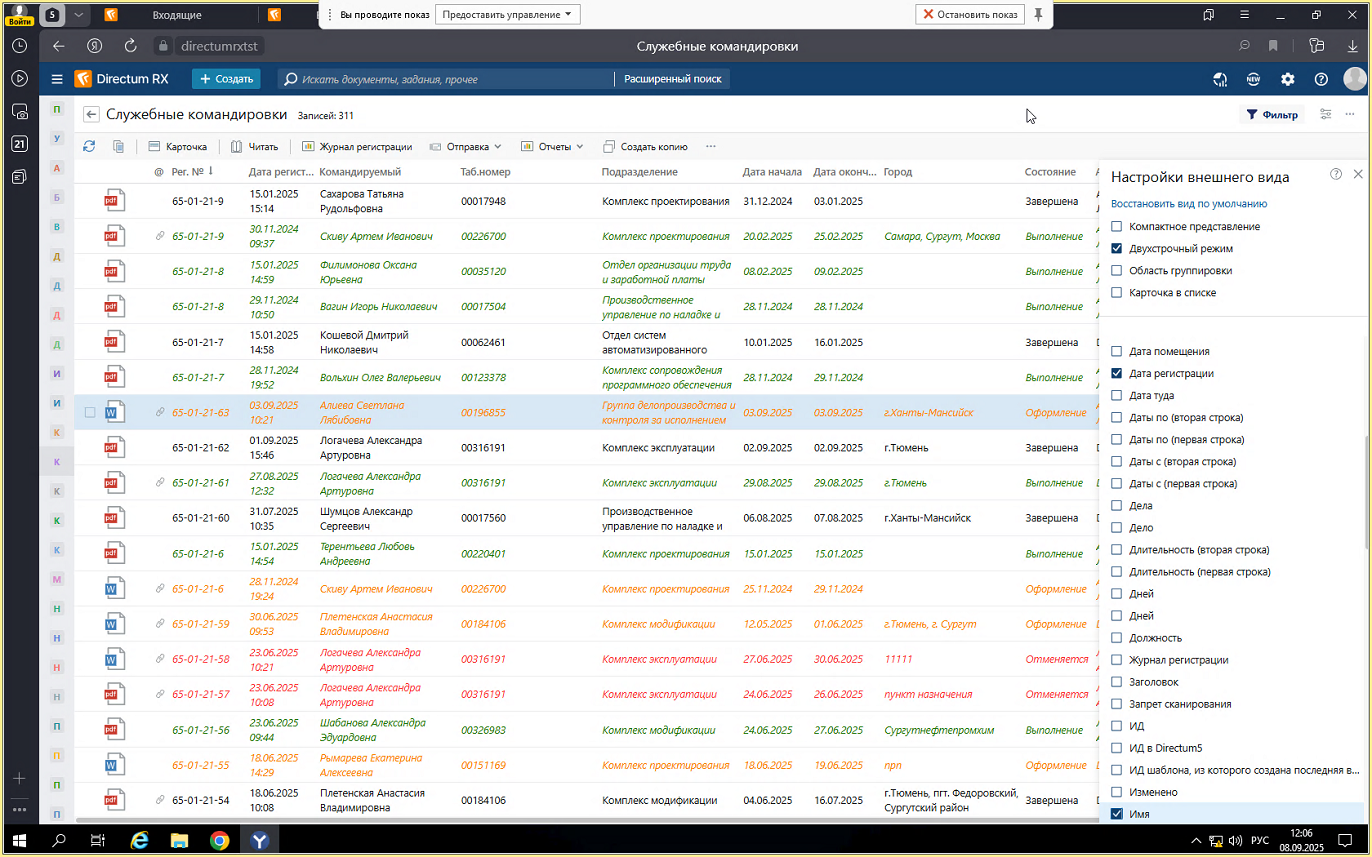 Войти
5
Входящие
Вы проводите показ
Предоставить управление
Остановить показ
directumrxtst
Служебные командировки
Directum RX
+ Создать
Искать документы, задания, прочее
Расширенный поиск
NEW
21
П
У
А
Б
В
Д
Д
Д
Д
И
И
К
К
К
К
К
М
Н
Н
Н
Н
П
П
П
П
Служебные командировки Записей: 311
Фильтр
Карточка
Читать
Журнал регистрации
Отправка
Отчеты
Создать копию
@ Рег. № Дата регист... Командируемый Таб.номер Подразделение Дата начала Дата оконч... Город Состояние
pdf 65-01-21-9 15.01.2025 15:14 Сахарова Татьяна Рудольфовна 00017948 Комплекс проектирования 31.12.2024 03.01.2025 Завершена
pdf 65-01-21-9 30.11.2024 09:37 Скиву Артем Иванович 00226700 Комплекс проектирования 20.02.2025 25.02.2025 Самара, Сургут, Москва Выполнение
pdf 65-01-21-8 15.01.2025 14:59 Филимонова Оксана Юрьевна 00035120 Отдел организации труда и заработной платы 08.02.2025 09.02.2025 Выполнение
pdf 65-01-21-8 29.11.2024 10:50 Вагин Игорь Николаевич 00017504 Производственное управление по наладке и 28.11.2024 28.11.2024 Выполнение
pdf 65-01-21-7 15.01.2025 14:58 Кошевой Дмитрий Николаевич 00062461 Отдел систем автоматизированного 10.01.2025 16.01.2025 Завершена
pdf 65-01-21-7 28.11.2024 19:52 Вольхин Олег Валерьевич 00123378 Комплекс сопровождения программного обеспечения 28.11.2024 29.11.2024 Выполнение
W 65-01-21-63 03.09.2025 10:21 Алиева Светлана Лябибовна 00196855 Группа делопроизводства и контроля за исполнением 03.09.2025 03.09.2025 г.Ханты-Мансийск Оформление
pdf 65-01-21-62 01.09.2025 15:46 Логачева Александра Артуровна 00316191 Комплекс эксплуатации 02.09.2025 02.09.2025 г.Тюмень Завершена
pdf 65-01-21-61 27.08.2025 12:32 Логачева Александра Артуровна 00316191 Комплекс эксплуатации 29.08.2025 29.08.2025 г.Тюмень Выполнение
pdf 65-01-21-60 31.07.2025 10:35 Шумцов Александр Сергеевич 00017560 Производственное управление по наладке и 06.08.2025 07.08.2025 г.Ханты-Мансийск Завершена
pdf 65-01-21-6 15.01.2025 14:54 Терентьева Любовь Андреевна 00220401 Комплекс проектирования 15.01.2025 15.01.2025 Выполнение
W 65-01-21-6 28.11.2024 19:24 Скиву Артем Иванович 00226700 Комплекс проектирования 25.11.2024 29.11.2024 Оформление
W 65-01-21-59 30.06.2025 09:53 Плетенская Анастасия Владимировна 00184106 Комплекс модификации 12.05.2025 01.06.2025 г.Тюмень, г. Сургут Оформление
W 65-01-21-58 23.06.2025 10:21 Логачева Александра Артуровна 00316191 Комплекс эксплуатации 27.06.2025 30.06.2025 11111 Отменяется
pdf 65-01-21-57 23.06.2025 10:08 Логачева Александра Артуровна 00316191 Комплекс эксплуатации 24.06.2025 26.06.2025 пункт назначения Отменяется
pdf 65-01-21-56 23.06.2025 09:44 Шабанова Александра Эдуардовна 00326983 Комплекс модификации 24.06.2025 27.06.2025 Сургутнефтепромхим Выполнение
W 65-01-21-55 18.06.2025 14:29 Рымарева Екатерина Алексеевна 00151169 Комплекс проектирования 18.06.2025 19.06.2025 прп Оформление
pdf 65-01-21-54 18.06.2025 10:08 Плетенская Анастасия Владимировна 00184106 Комплекс модификации 04.06.2025 16.07.2025 г.Тюмень, пгт. Федоровский, Сургутский район Завершена
Настройки внешнего вида
Восстановить вид по умолчанию
Компактное представление
Двухстрочный режим
Область группировки
Карточка в списке
Дата помещения
Дата регистрации
Дата туда
Даты по (вторая строка)
Даты по (первая строка)
Даты с (вторая строка)
Даты с (первая строка)
Дела
Дело
Длительность (вторая строка)
Длительность (первая строка)
Дней
Дней
Должность
Журнал регистрации
Заголовок
Запрет сканирования
ИД
ИД в Directum5
ИД шаблона, из которого создана последняя в...
Изменено
Имя
РУС
12:06
08.09.2025